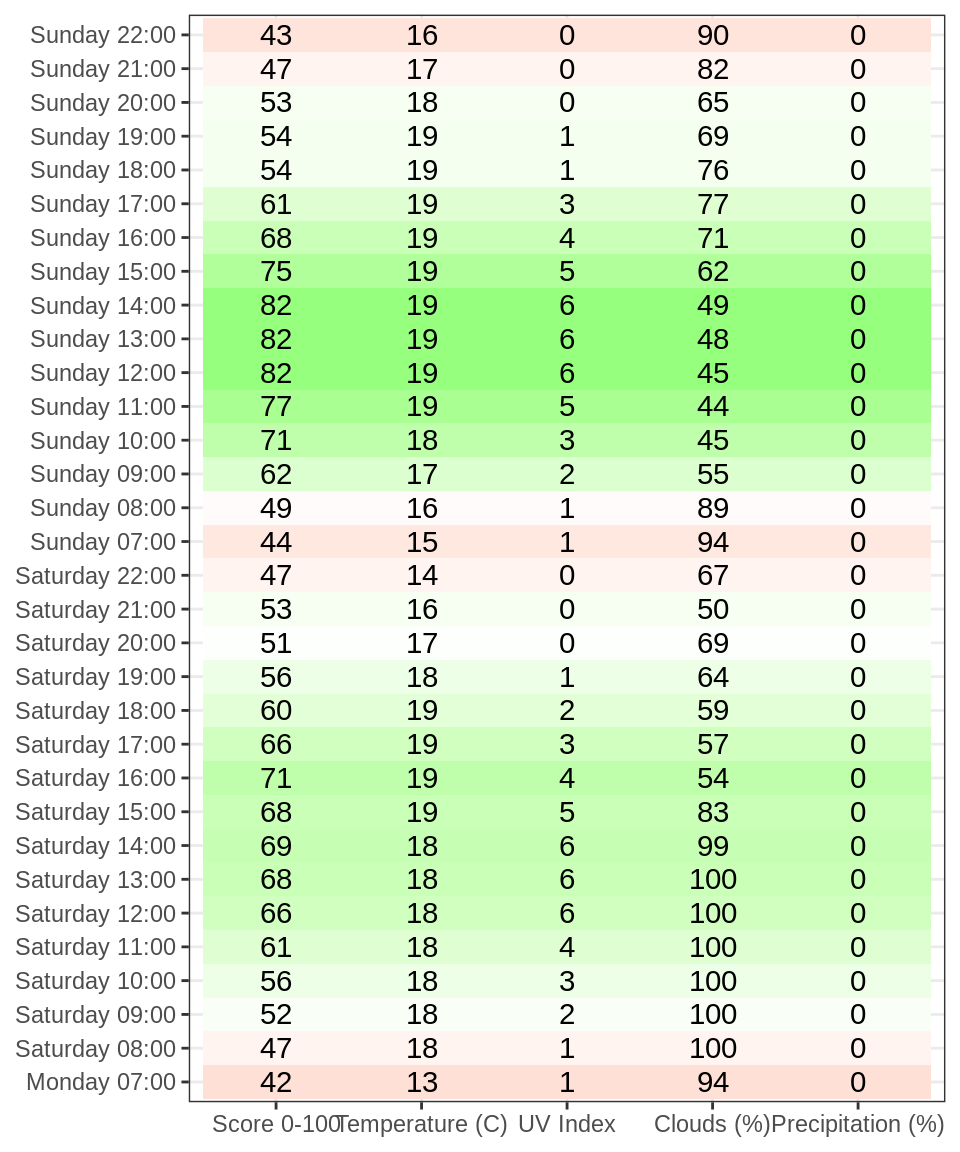 Sunday 22:00 43 16 0 90 0
Sunday 21:00 47 17 0 82 0
Sunday 20:00 53 18 0 65 0
Sunday 19:00 54 19 1 69 0
Sunday 18:00 54 19 1 76 0
Sunday 17:00 61 19 3 77 0
Sunday 16:00 68 19 4 71 0
Sunday 15:00 75 19 5 62 0
Sunday 14:00 82 19 6 49 0
Sunday 13:00 82 19 6 48 0
Sunday 12:00 82 19 6 45 0
Sunday 11:00 77 19 5 44 0
Sunday 10:00 71 18 3 45 0
Sunday 09:00 62 17 2 55 0
Sunday 08:00 49 16 1 89 0
Sunday 07:00 44 15 1 94 0
Saturday 22:00 47 14 0 67 0
Saturday 21:00 53 16 0 50 0
Saturday 20:00 51 17 0 69 0
Saturday 19:00 56 18 1 64 0
Saturday 18:00 60 19 2 59 0
Saturday 17:00 66 19 3 57 0
Saturday 16:00 71 19 4 54 0
Saturday 15:00 68 19 5 83 0
Saturday 14:00 69 18 6 99 0
Saturday 13:00 68 18 6 100 0
Saturday 12:00 66 18 6 100 0
Saturday 11:00 61 18 4 100 0
Saturday 10:00 56 18 3 100 0
Saturday 09:00 52 18 2 100 0
Saturday 08:00 47 18 1 100 0
Monday 07:00 42 13 1 94 0
Score 0-100 Temperature (C) UV Index Clouds (%) Precipitation (%)